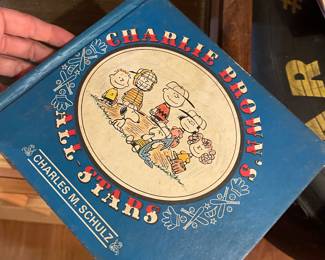 CHARLIE BROWN'S
ALL-STARS
CHARLES M. SCHULZ